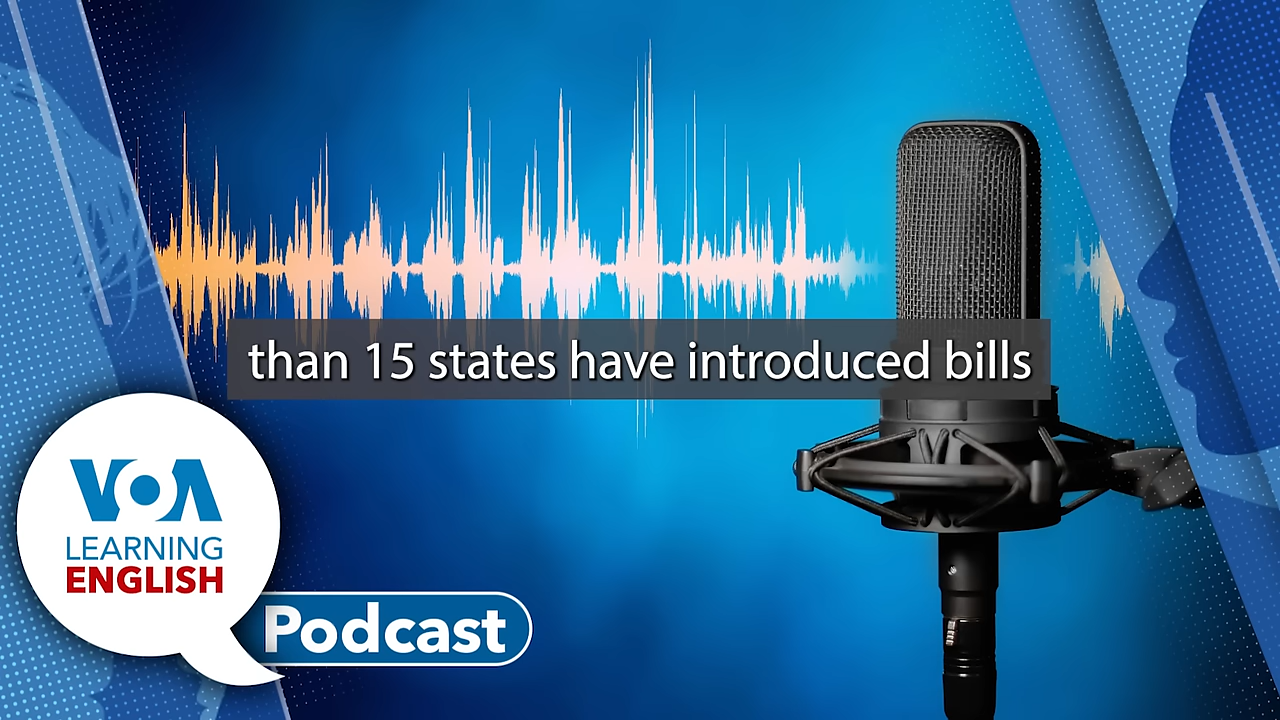 than 15 states have introduced bills
VOA
LEARNING
ENGLISH
Podcast